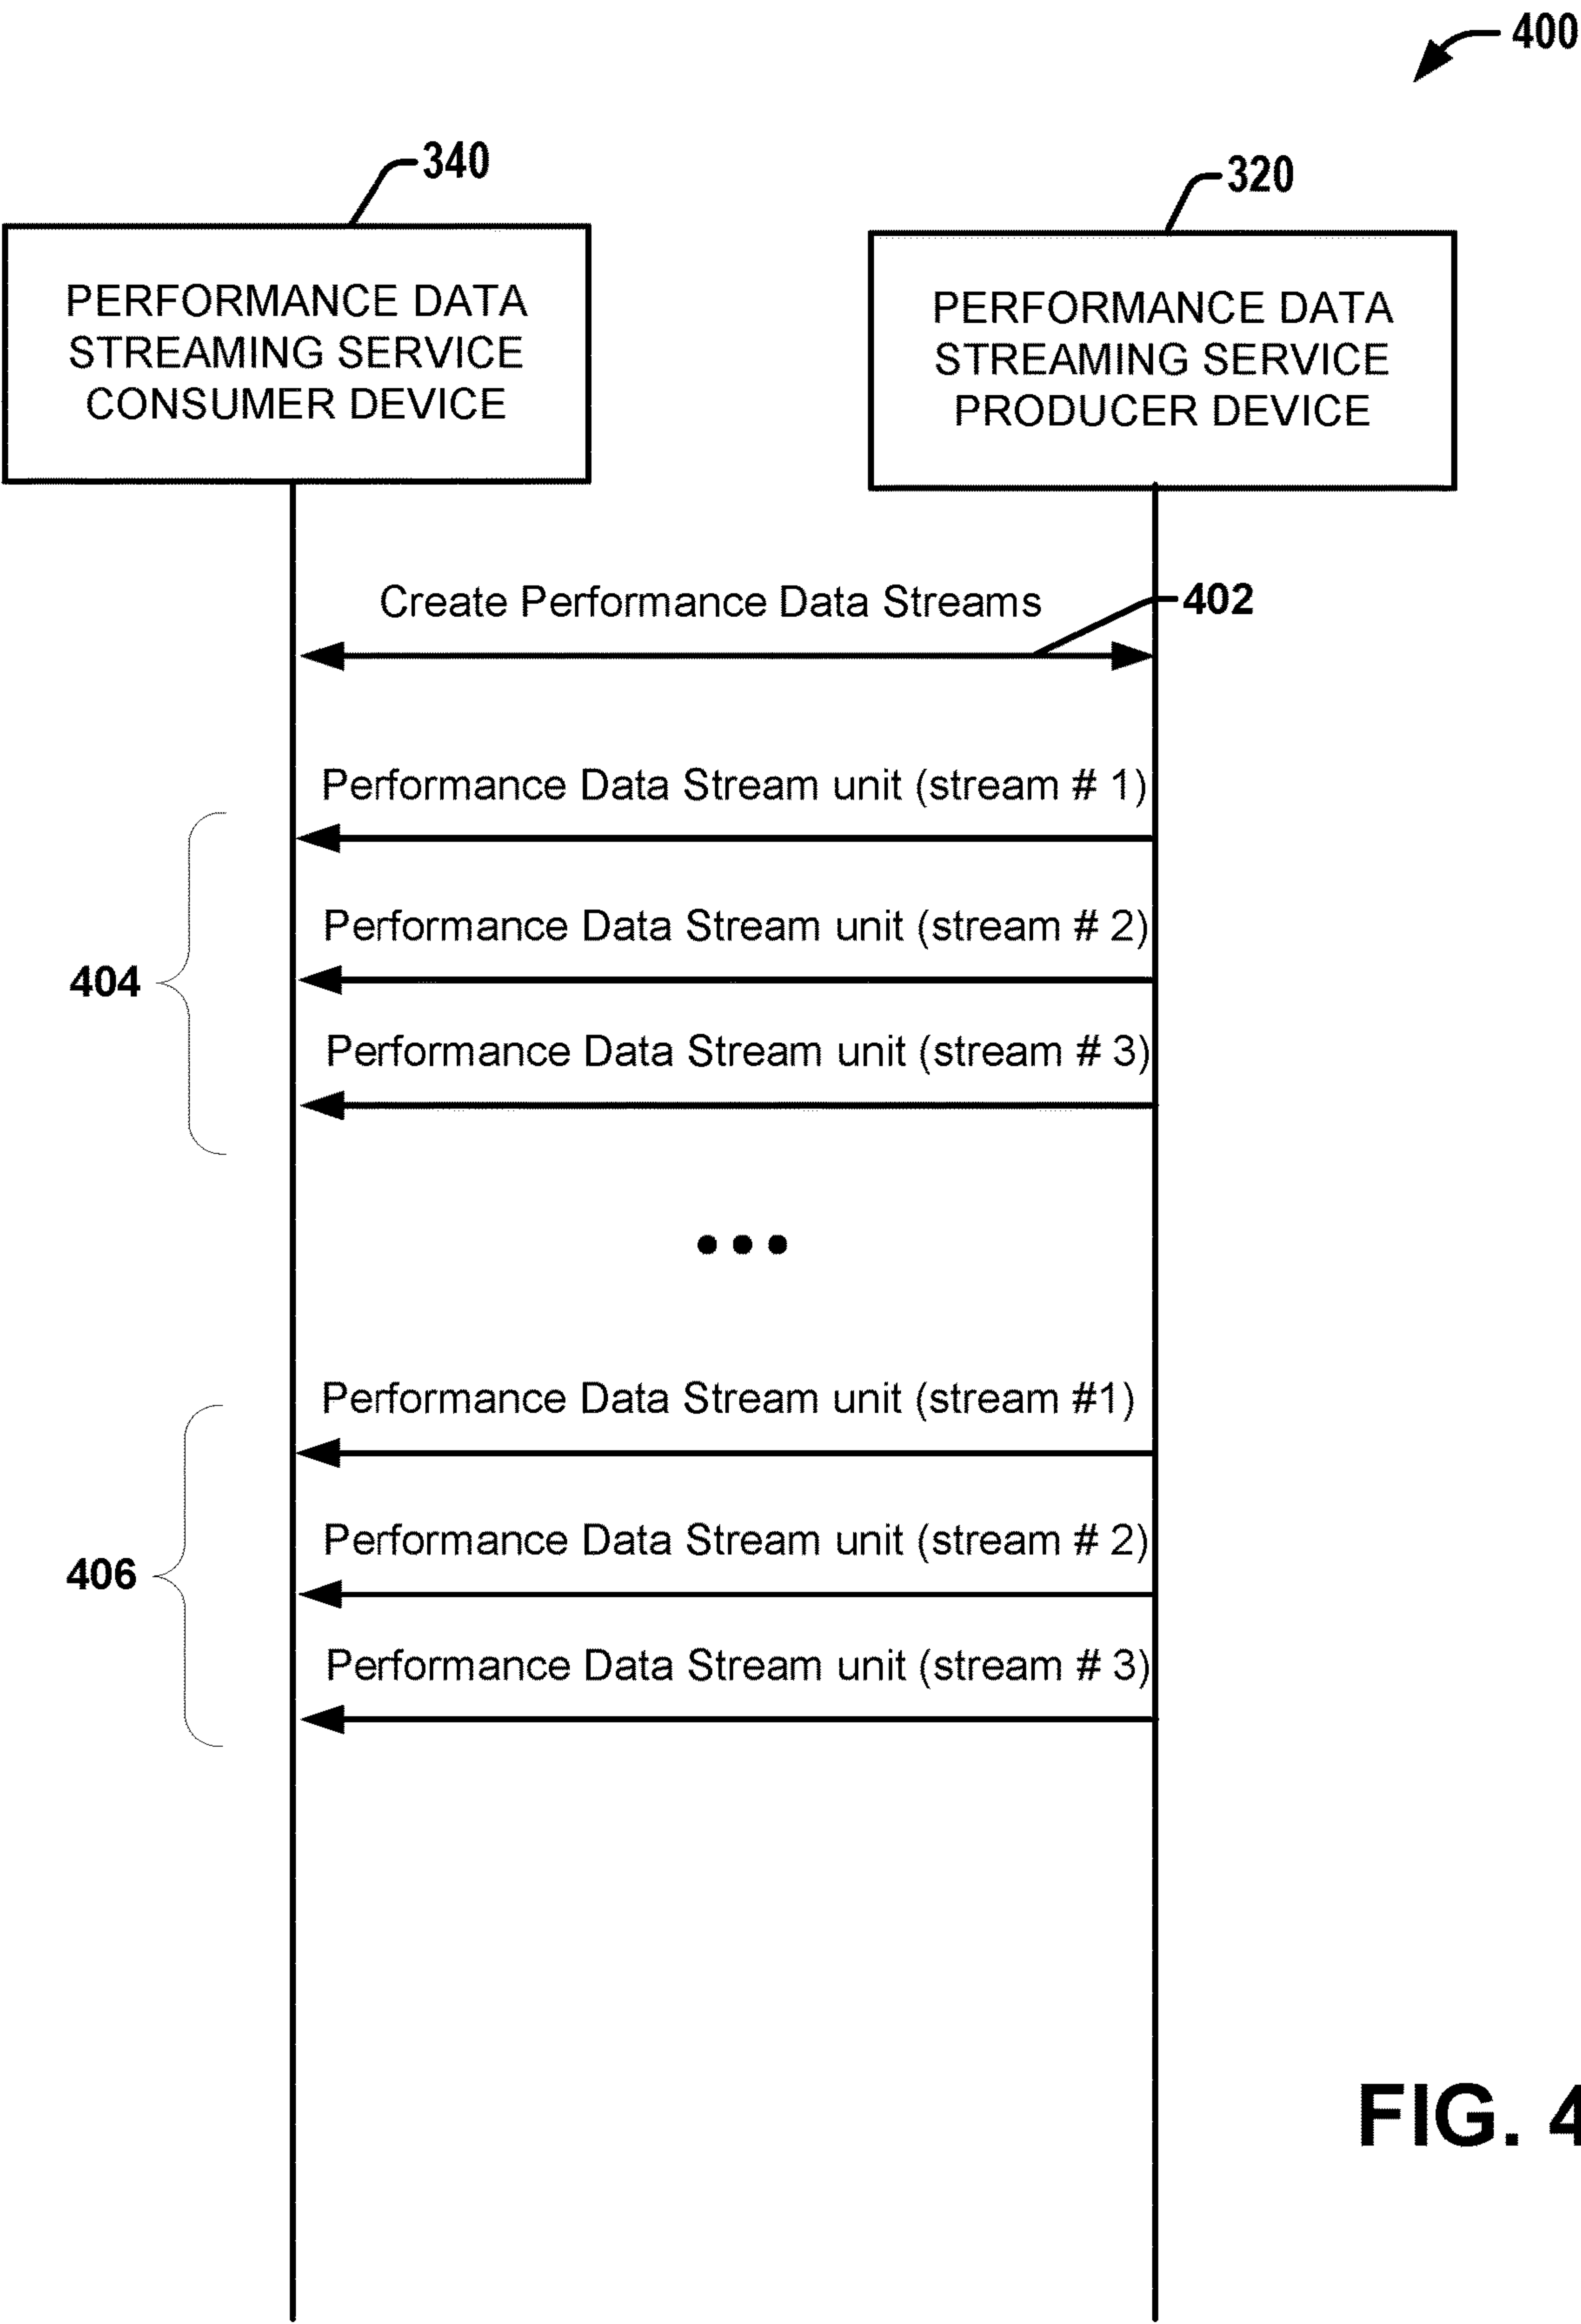 400
340
320
PERFORMANCE DATA
STREAMING SERVICE
CONSUMER DEVICE
PERFORMANCE DATA
STREAMING SERVICE
PRODUCER DEVICE
Create Performance Data Streams
402
Performance Data Stream unit (stream # 1)
Performance Data Stream unit (stream # 2)
404
Performance Data Stream unit (stream # 3)
•••
Performance Data Stream unit (stream #1)
Performance Data Stream unit (stream # 2)
406
Performance Data Stream unit (stream # 3)
FIG. 4